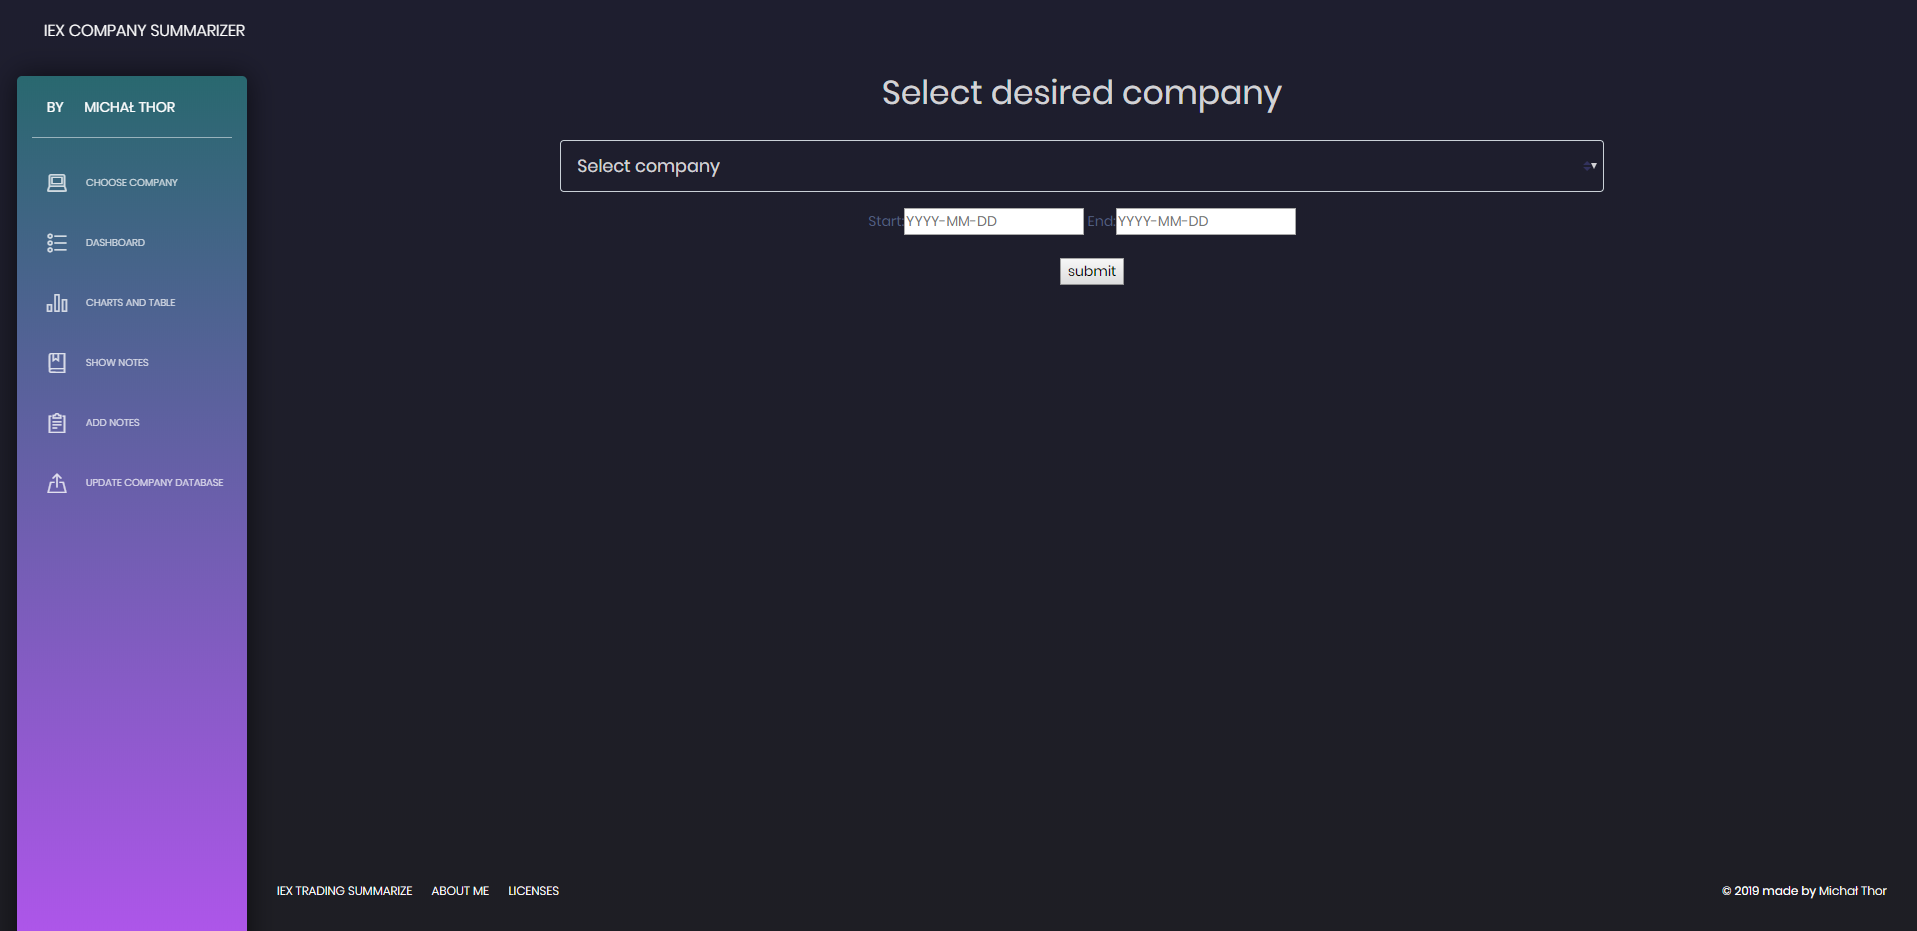 IEX COMPANY SUMMARIZER
BY MICHAŁ THOR
CHOOSE COMPANY
DASHBOARD
CHARTS AND TABLE
SHOW NOTES
ADD NOTES
UPDATE COMPANY DATABASE
Select desired company
Select company
Start: YYYY-MM-DD End: YYYY-MM-DD
submit
IEX TRADING SUMMARIZE ABOUT ME LICENSES
© 2019 made by Michał Thor